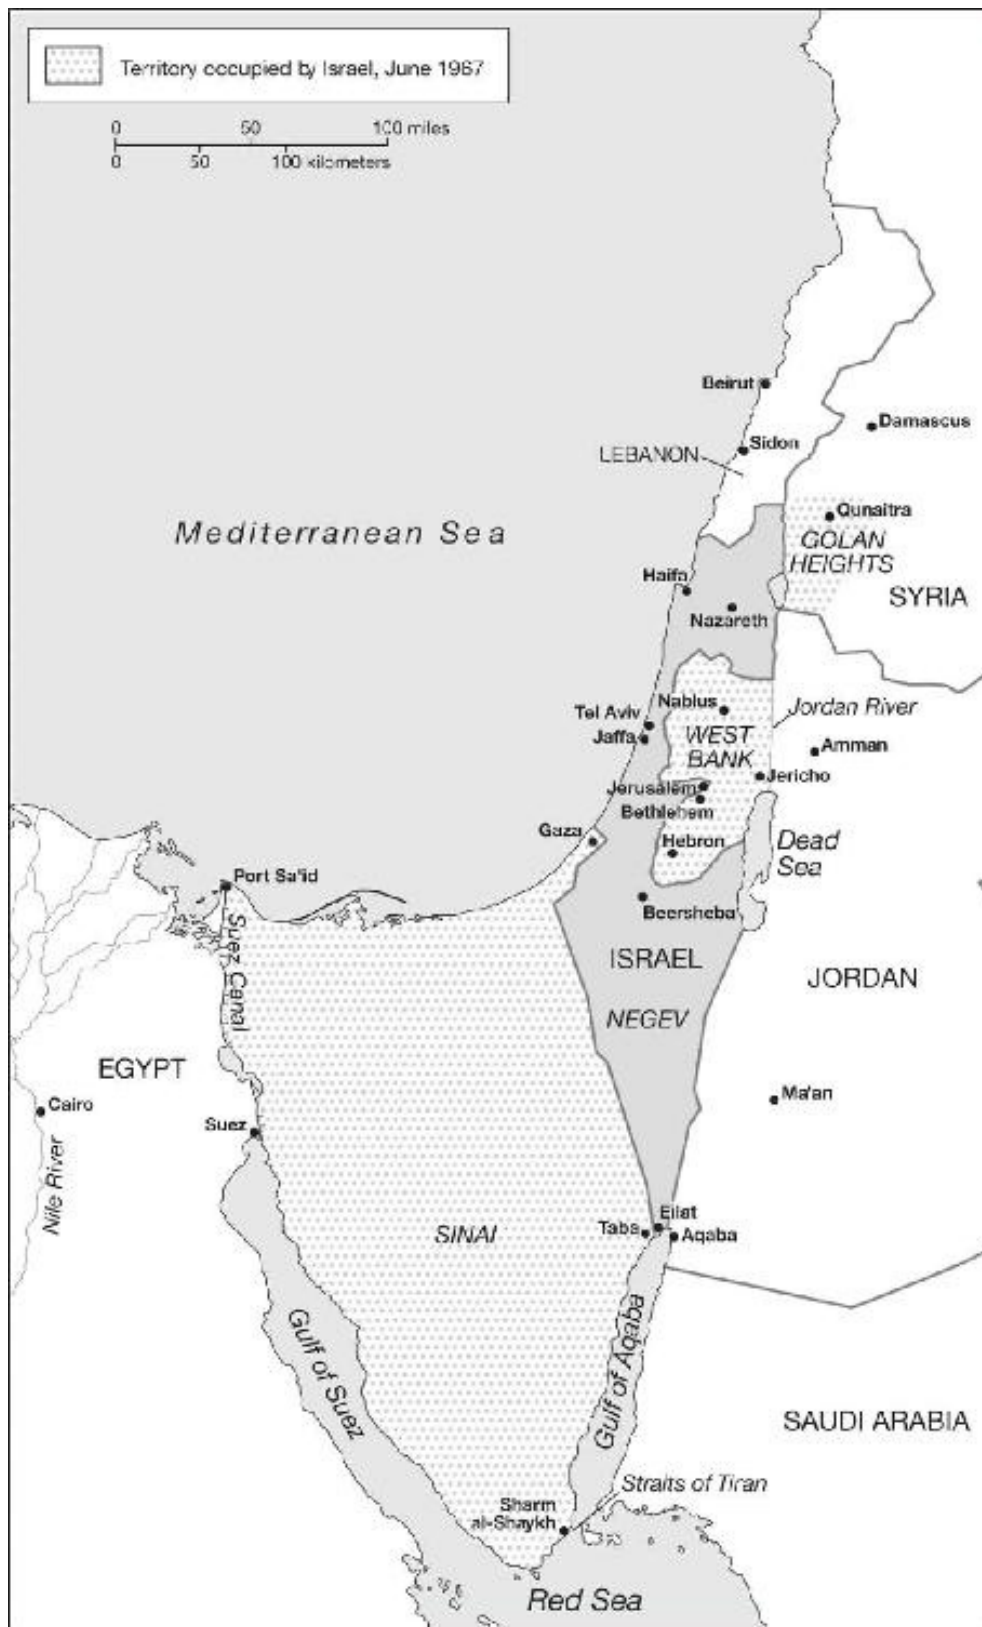 Territory occupied by Israel, June 1967
0 50 100 miles
0 50 100 kilometers
Beirut
Damascus
Sidon
LEBANON
Qunaitra
Mediterranean Sea
GOLAN
HEIGHTS
Haifa
SYRIA
Nazareth
Nablus
Jordan River
Tel Aviv
WEST
Jaffa
BANK
Amman
Jericho
Jerusalem
Bethlehem
Gaza
Hebron
Dead
Sea
Port Sa'id
Beersheba
Suez Canal
ISRAEL
JORDAN
NEGEV
EGYPT
Ma'an
Cairo
Suez
Nile River
Eilat
Taba
Aqaba
SINAI
Gulf of Suez
Gulf of Aqaba
SAUDI ARABIA
Straits of Tiran
Sharm
al-Shaykh
Red Sea